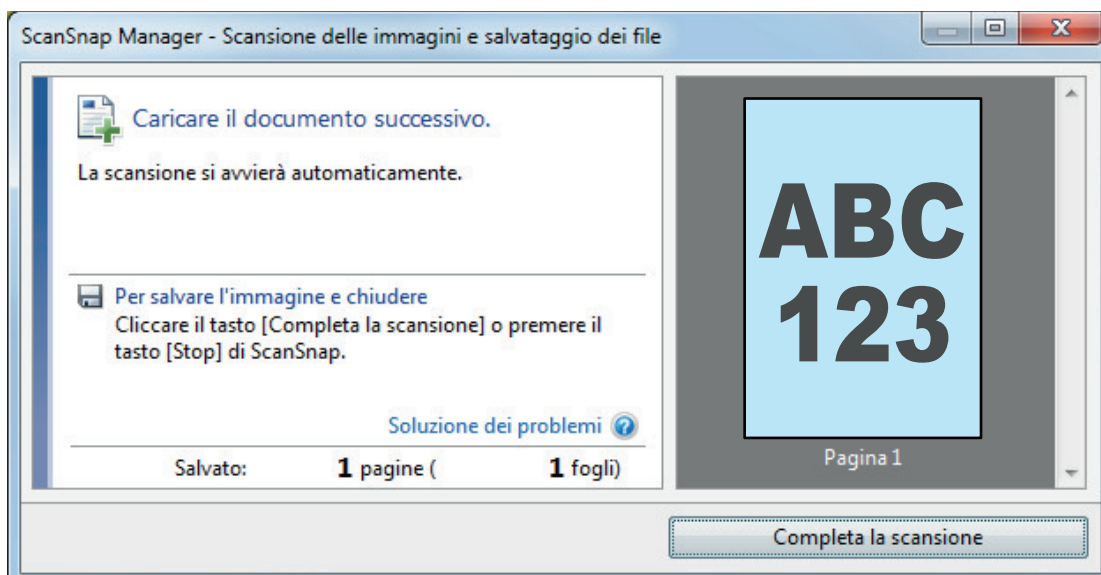 ScanSnap Manager - Scansione delle immagini e salvataggio dei file
Caricare il documento successivo.
La scansione si avvierà automaticamente.
Per salvare l'immagine e chiudere
Cliccare il tasto [Completa la scansione] o premere il
tasto [Stop] di ScanSnap.
Soluzione dei problemi
Salvato: 1 pagine ( 1 fogli)
ABC
123
Pagina 1
Completa la scansione